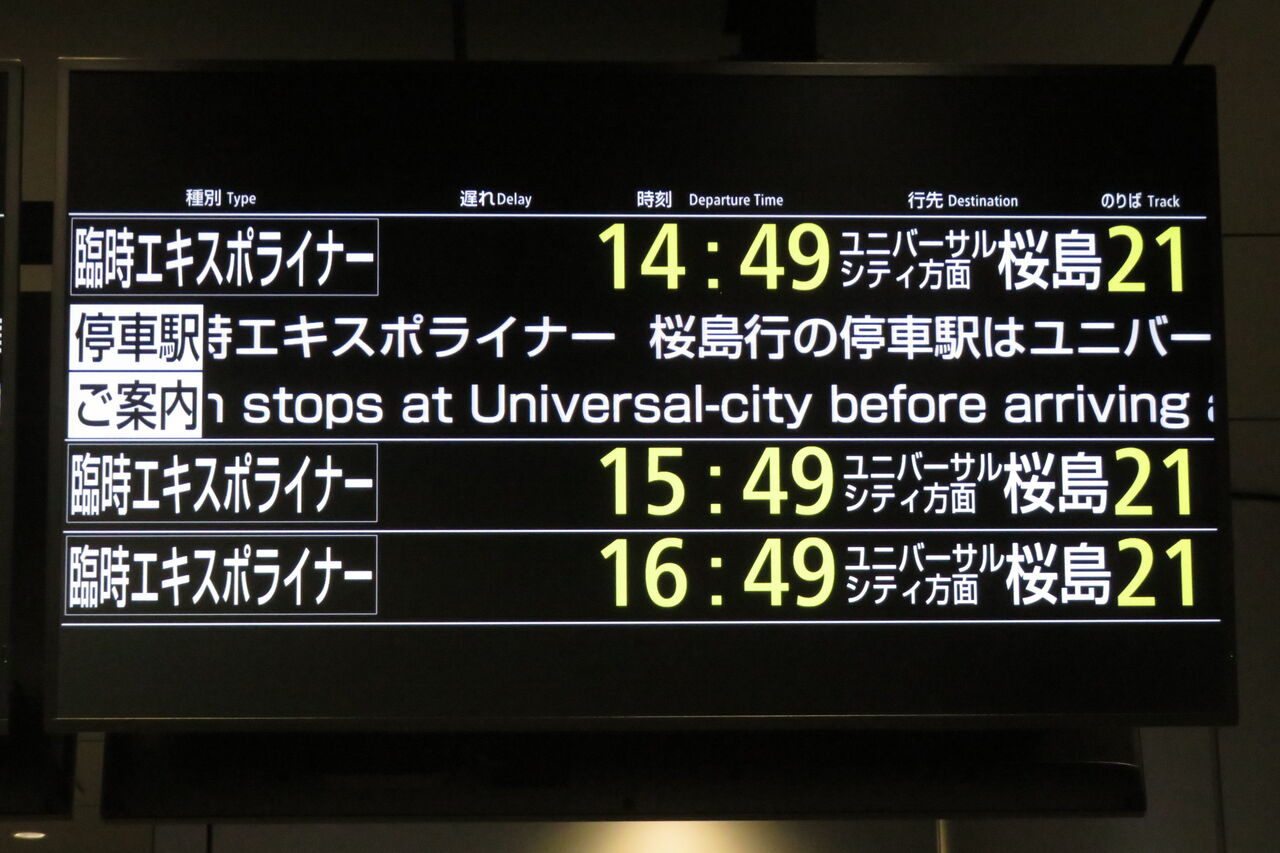 種別 Type 遅れ Delay 時刻 Departure Time 行先 Destination のりば Track
臨時エキスポライナー 14:49 ユニバーサルシティ方面 桜島 21
停車駅 時エキスポライナー 桜島行の停車駅はユニバー
ご案内 stops at Universal-city before arriving
臨時エキスポライナー 15:49 ユニバーサルシティ方面 桜島 21
臨時エキスポライナー 16:49 ユニバーサルシティ方面 桜島 21